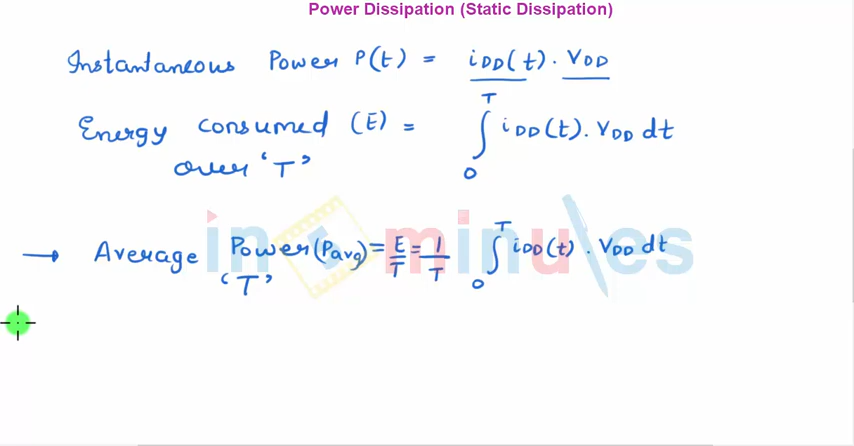 Power Dissipation (Static Dissipation)
Instantaneous Power P(t) = iDD(t) . VDD
Energy consumed (E) = ∫₀ᵀ iDD(t) . VDD dt
over 'T'
in 5 minutes
→ Average Power (Pavg) = E/T = 1/T ∫₀ᵀ iDD(t) . VDD dt
'T'